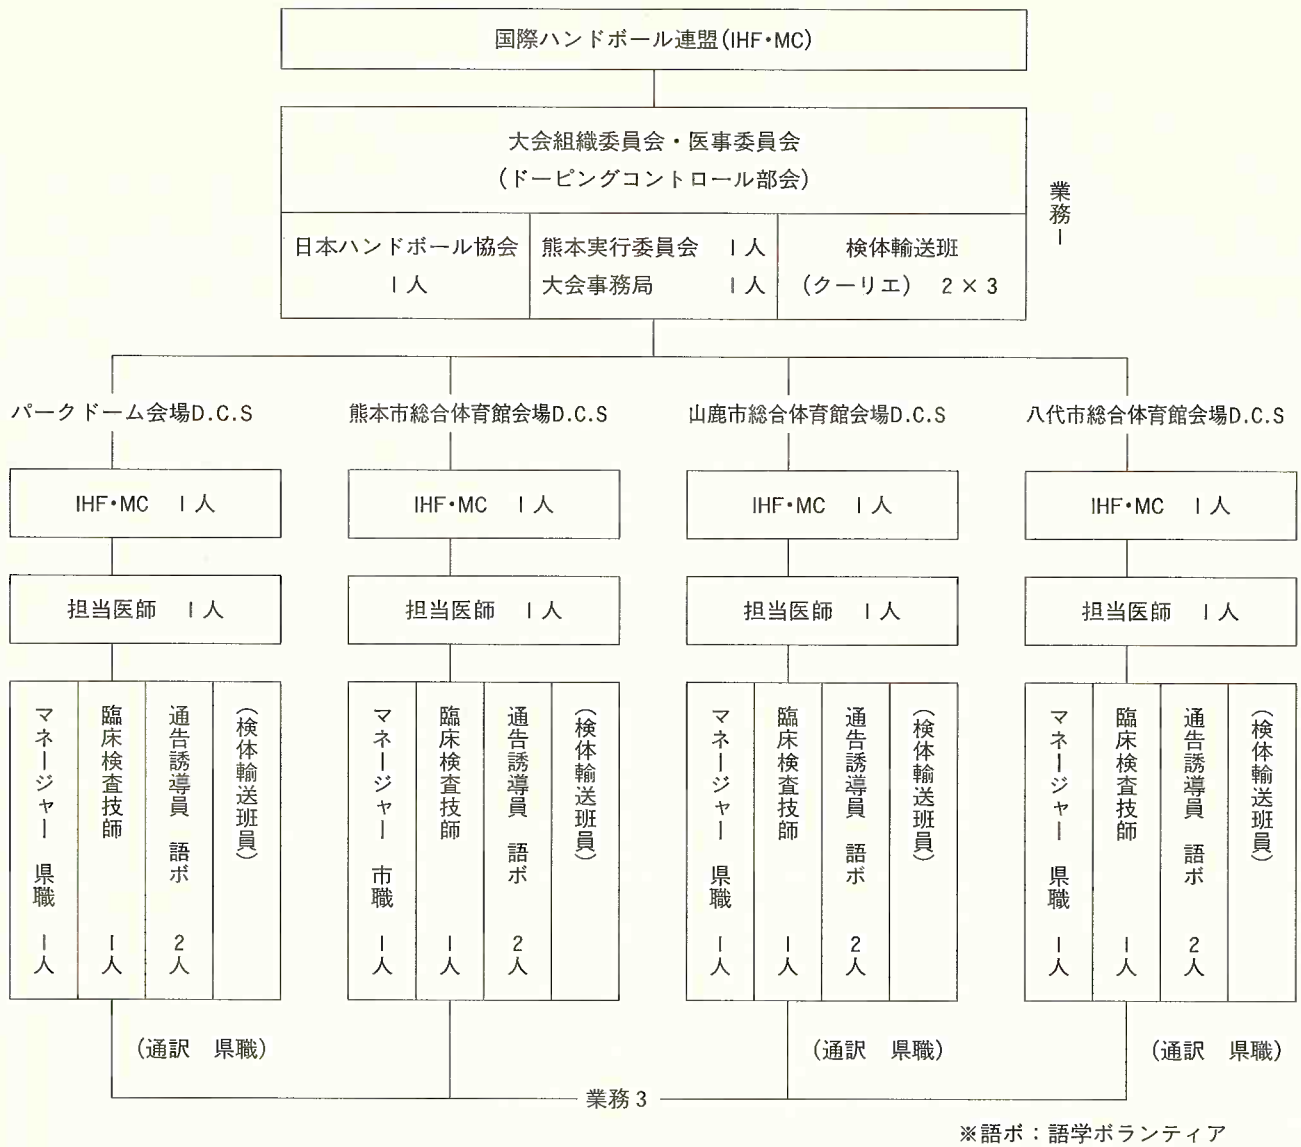 国際ハンドボール連盟(IHF・MC)
大会組織委員会・医事委員会
(ドーピングコントロール部会)
業務1
日本ハンドボール協会
1人
熊本実行委員会 1人
大会事務局 1人
検体輸送班
(クーリエ) 2×3
パークドーム会場D.C.S
熊本市総合体育館会場D.C.S
山鹿市総合体育館会場D.C.S
八代市総合体育館会場D.C.S
IHF・MC 1人
IHF・MC 1人
IHF・MC 1人
IHF・MC 1人
担当医師 1人
担当医師 1人
担当医師 1人
担当医師 1人
マネージャー 県職 1人
臨床検査技師 1人
通告誘導員 語ボ 2人
(検体輸送班員)
マネージャー 市職 1人
臨床検査技師 1人
通告誘導員 語ボ 2人
(検体輸送班員)
マネージャー 県職 1人
臨床検査技師 1人
通告誘導員 語ボ 2人
(検体輸送班員)
マネージャー 県職 1人
臨床検査技師 1人
通告誘導員 語ボ 2人
(検体輸送班員)
(通訳 県職)
(通訳 県職)
(通訳 県職)
業務3
※語ボ:語学ボランティア